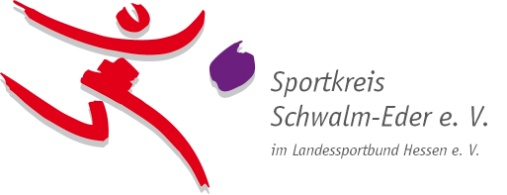 Sportkreis
Schwalm-Eder e. V.
im Landessportbund Hessen e. V.